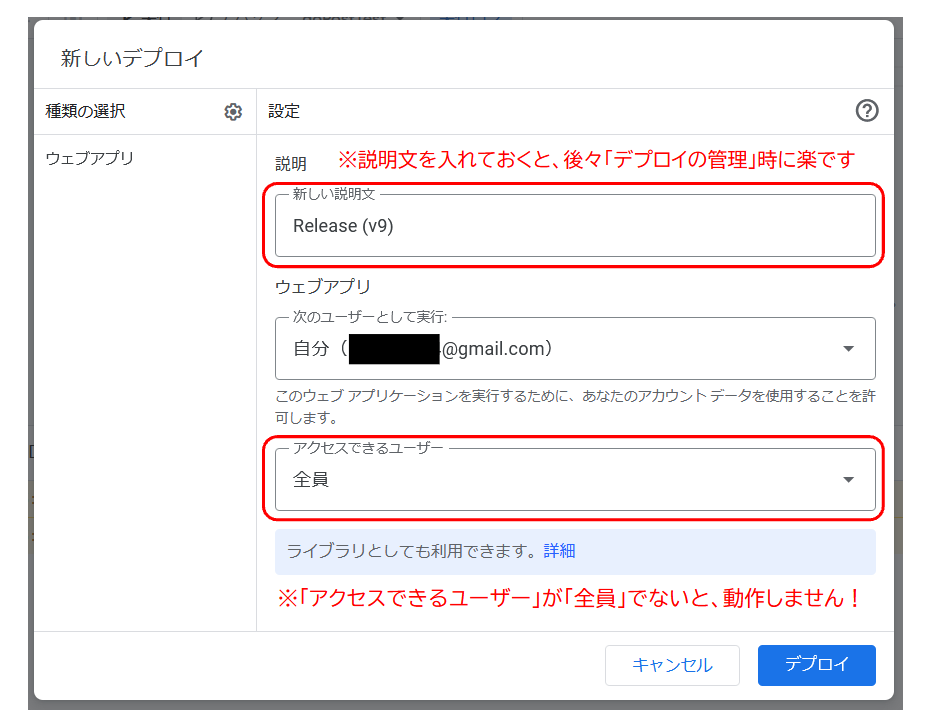 新しいデプロイ
種類の選択
設定
ウェブアプリ
説明 ※説明文を入れておくと、後々「デプロイの管理」時に楽です
新しい説明文
Release (v9)
ウェブアプリ
次のユーザーとして実行:
自分（@gmail.com）
このウェブ アプリケーションを実行するために、あなたのアカウント データを使用することを許
可します。
アクセスできるユーザー
全員
ライブラリとしても利用できます。詳細
※「アクセスできるユーザー」が「全員」でないと、動作しません！
キャンセル
デプロイ